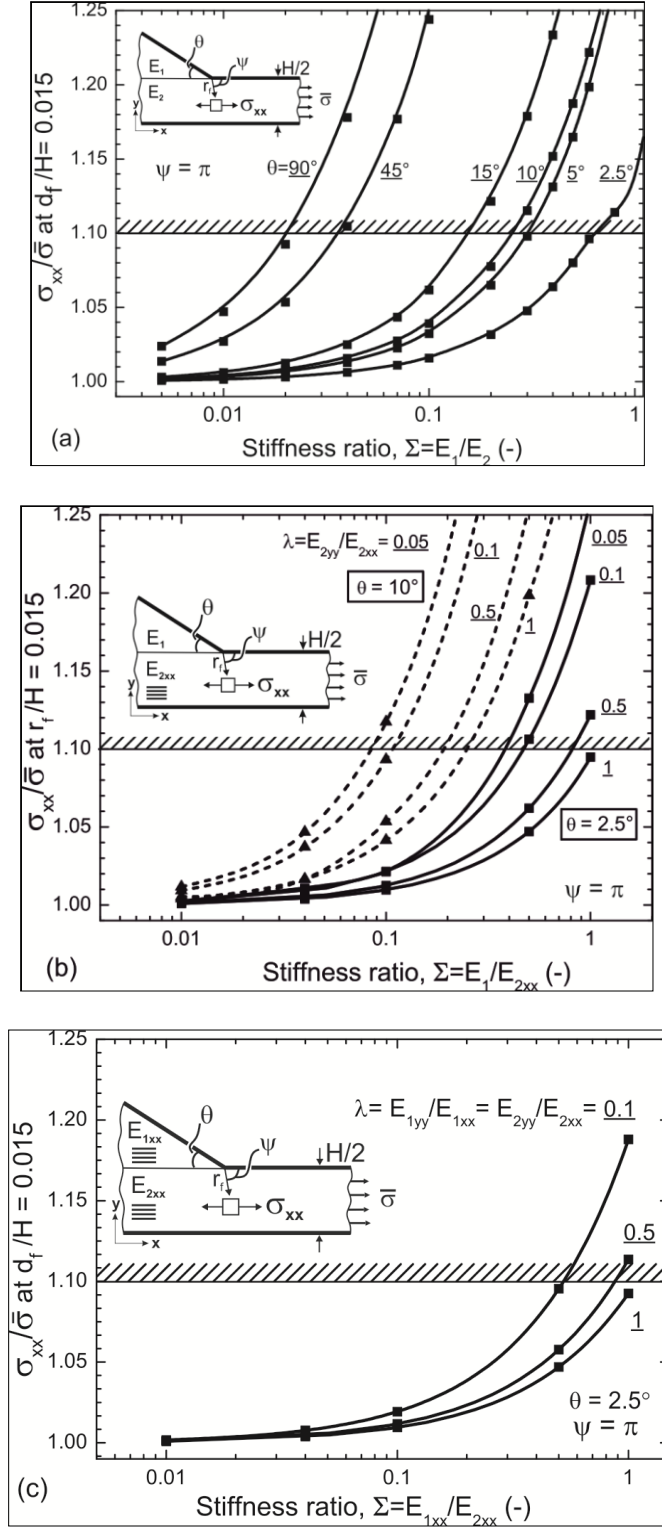 1.25
1.20
1.15
1.10
1.05
1.00
σxx/σ̅ at df/H= 0.015
θ
E1
E2
rf
ψ
H/2
σxx
σ̅
y
x
ψ = π
θ=90°
45°
15°
10°
5°
2.5°
0.01
0.1
1
(a)
Stiffness ratio, Σ=E1/E2 (-)
1.25
1.20
1.15
1.10
1.05
1.00
σxx/σ̅ at rf/H = 0.015
λ=E2yy/E2xx= 0.05
0.1
0.5
1
θ = 10°
0.05
0.1
0.5
1
θ = 2.5°
ψ = π
θ
E1
E2xx
rf
ψ
H/2
σxx
σ̅
y
x
0.01
0.1
1
(b)
Stiffness ratio, Σ=E1/E2xx (-)
1.25
1.20
1.15
1.10
1.05
1.00
σxx/σ̅ at df/H = 0.015
λ= E1yy/E1xx = E2yy/E2xx= 0.1
0.5
1
θ = 2.5°
ψ = π
θ
E1xx
E2xx
rf
ψ
H/2
σxx
σ̅
y
x
0.01
0.1
1
(c)
Stiffness ratio, Σ=E1xx/E2xx (-)